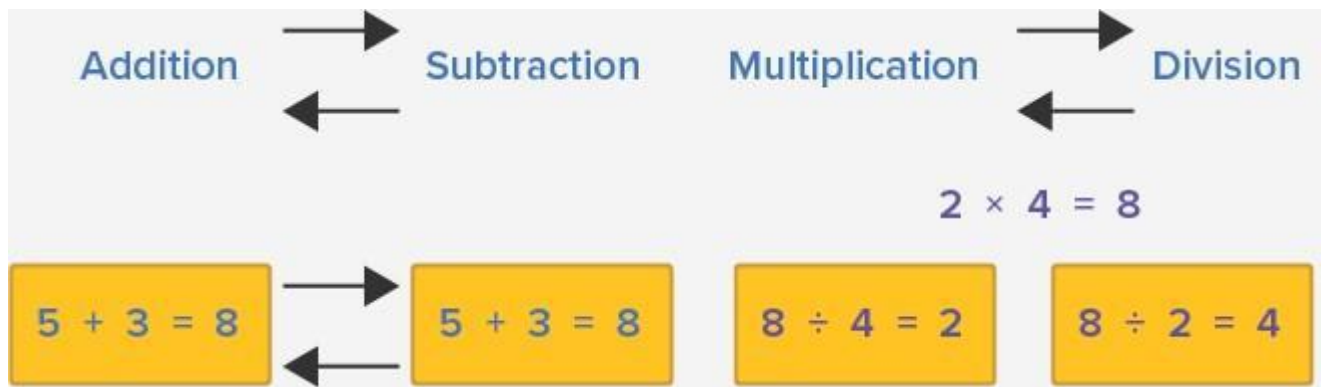 Addition Subtraction Multiplication Division
2 × 4 = 8
5 + 3 = 8 5 + 3 = 8 8 ÷ 4 = 2 8 ÷ 2 = 4